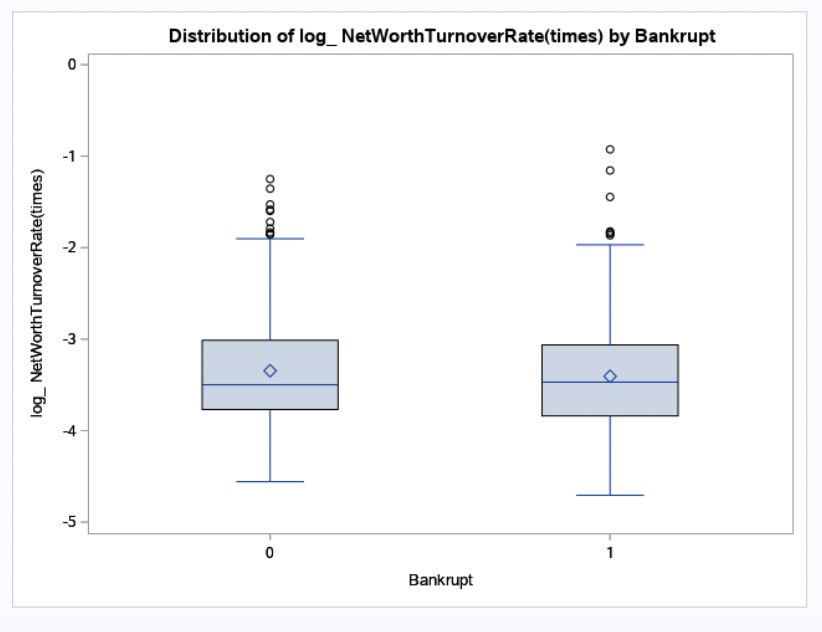 Distribution of log_ NetWorthTurnoverRate(times) by Bankrupt
log_ NetWorthTurnoverRate(times)
0
-1
-2
-3
-4
-5
0 1
Bankrupt